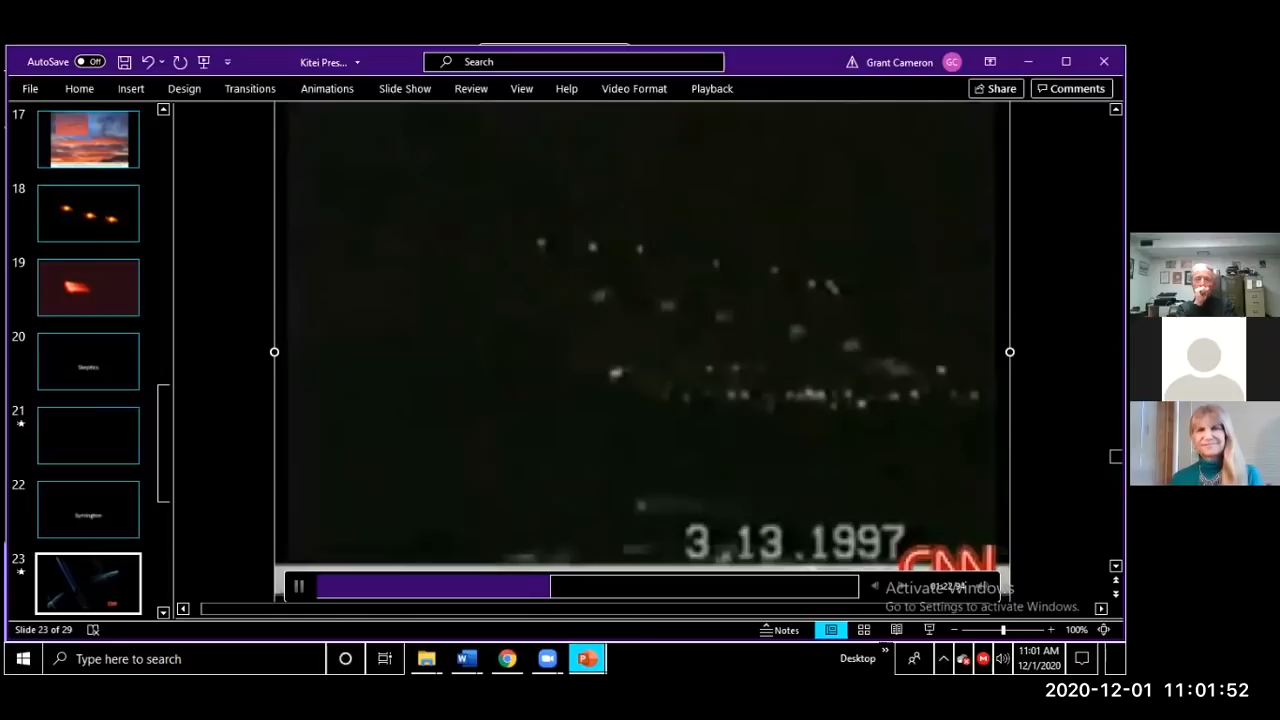 AutoSave Off
Kitei Pres...
Search
Grant Cameron GC
File Home Insert Design Transitions Animations Slide Show Review View Help Video Format Playback
Share Comments
17
18
19
20
Skeptics
21
22
Symington
23
3.13.1997
CNN
Activate Windows
Go to Settings to activate Windows.
Slide 23 of 29
Notes
100%
Type here to search
Desktop
11:01 AM
12/1/2020
2020-12-01 11:01:52